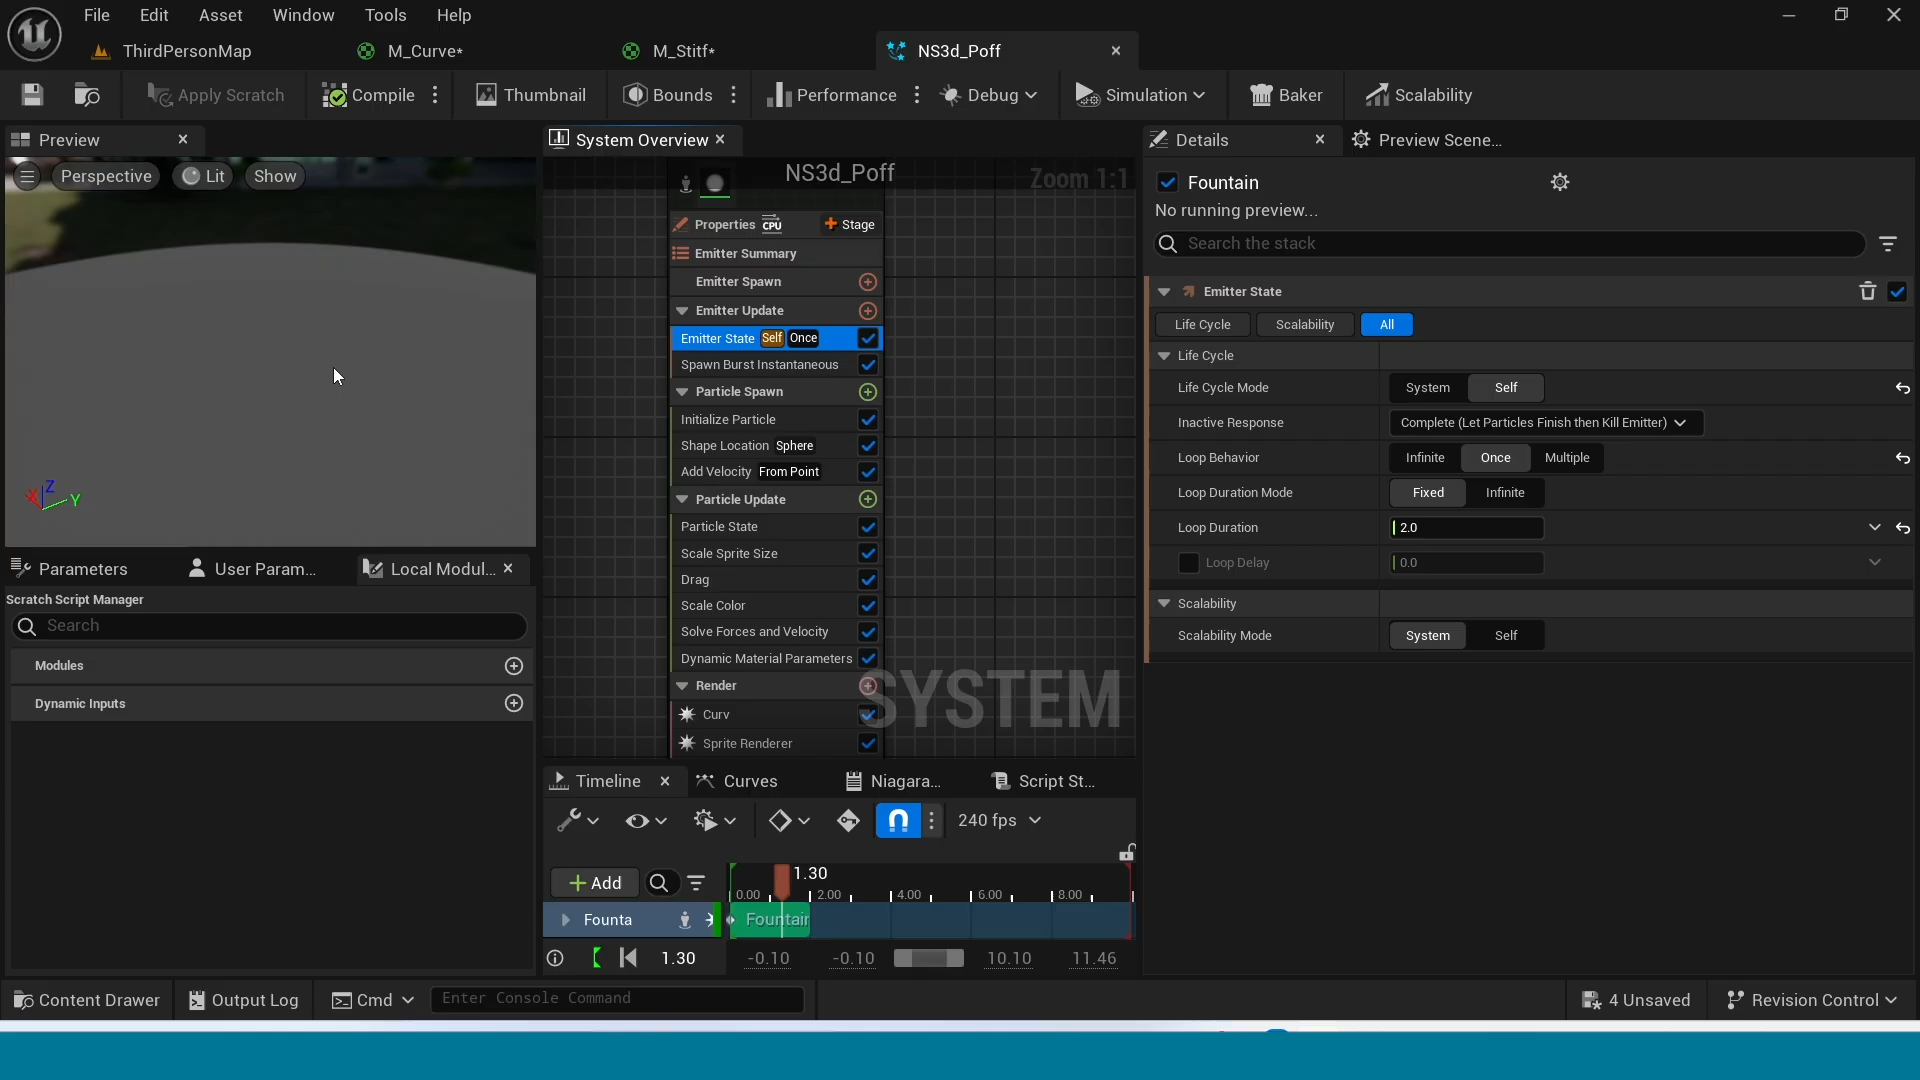 File Edit Asset Window Tools Help
ThirdPersonMap M_Curve* M_Stitf* NS3d_Poff
Apply Scratch Compile Thumbnail Bounds Performance Debug Simulation Baker Scalability
Preview
Perspective Lit Show
X Z Y
Parameters User Param... Local Modul...
Scratch Script Manager
Search
Modules
Dynamic Inputs
System Overview
NS3d_Poff
Zoom 1:1
Properties CPU Stage
Emitter Summary
Emitter Spawn
Emitter Update
Emitter State Self Once
Spawn Burst Instantaneous
Particle Spawn
Initialize Particle
Shape Location Sphere
Add Velocity From Point
Particle Update
Particle State
Scale Sprite Size
Drag
Scale Color
Solve Forces and Velocity
Dynamic Material Parameters
Render
Curv
Sprite Renderer
SYSTEM
Timeline Curves Niagara... Script St...
240 fps
Add 1.30
0.00 2.00 4.00 6.00 8.00
Founta Fountain
1.30 -0.10 -0.10 10.10 11.46
Details Preview Scene...
Fountain
No running preview...
Search the stack
Emitter State
Life Cycle Scalability All
Life Cycle
Life Cycle Mode System Self
Inactive Response Complete (Let Particles Finish then Kill Emitter)
Loop Behavior Infinite Once Multiple
Loop Duration Mode Fixed Infinite
Loop Duration 2.0
Loop Delay 0.0
Scalability
Scalability Mode System Self
Content Drawer Output Log Cmd Enter Console Command 4 Unsaved Revision Control